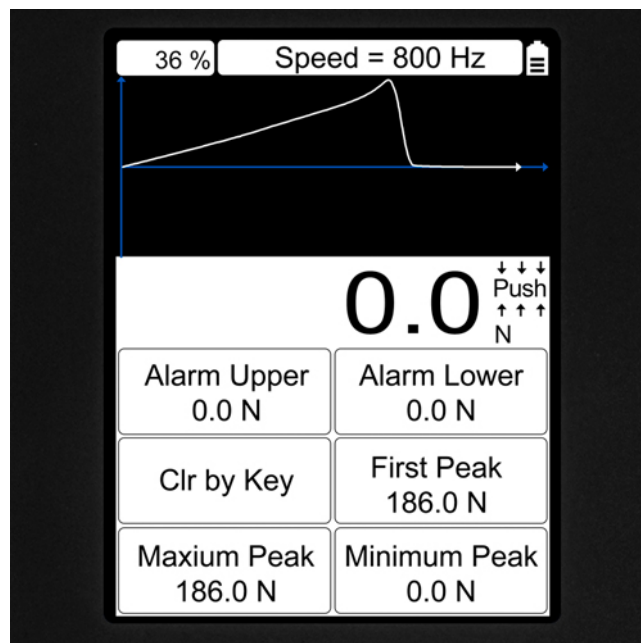 36 %
Speed = 800 Hz
0.0
Push
N
Alarm Upper
0.0 N
Alarm Lower
0.0 N
Clr by Key
First Peak
186.0 N
Maxium Peak
186.0 N
Minimum Peak
0.0 N